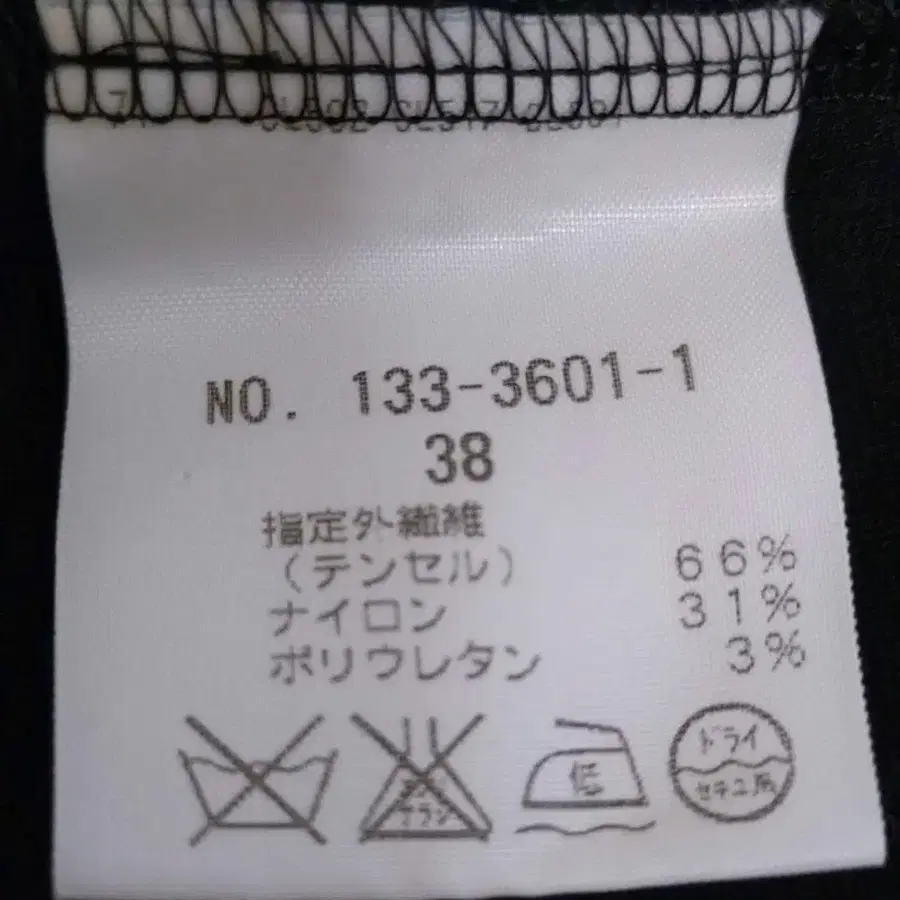 NO. 133-3601-1
38
指定外繊維
(テンセル) 66%
ナイロン 31%
ポリウレタン 3%
低
ドライ
セキユ系